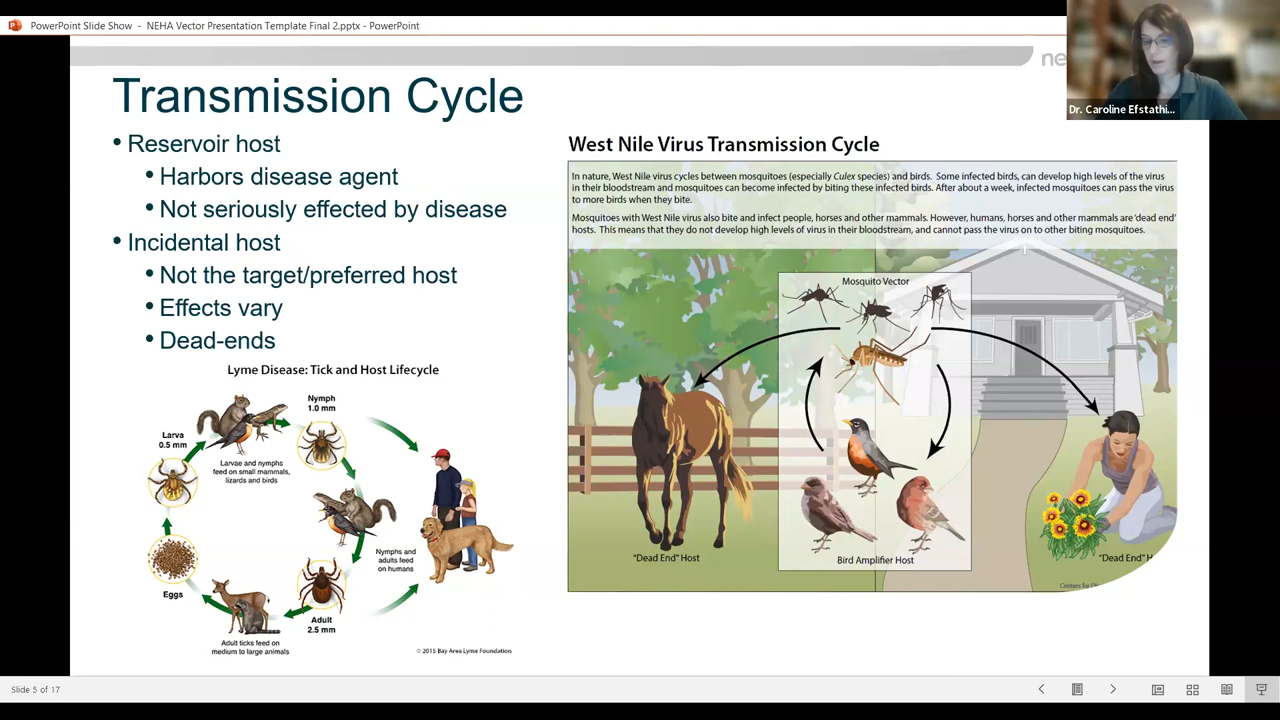 PowerPoint Slide Show - NEHA Vector Presentation Template Final 2.pptx - PowerPoint
Dr. Caroline Efstathi...
Transmission Cycle
• Reservoir host
• Harbors disease agent
• Not seriously effected by disease
• Incidental host
• Not the target/preferred host
• Effects vary
• Dead-ends
Lyme Disease: Tick and Host Lifecycle
Nymph
1.0 mm
Larva
0.5 mm
Larvae and nymphs
feed on small mammals,
lizards and birds
Nymphs and
adults feed
on humans
Eggs
Adult
2.5 mm
Adult ticks feed on
medium to large animals
© 2015 Bay Area Lyme Foundation
West Nile Virus Transmission Cycle
In nature, West Nile virus cycles between mosquitoes (especially Culex species) and birds. Some infected birds, can develop high levels of the virus
in their bloodstream and mosquitoes can become infected by biting these infected birds. After about a week, infected mosquitoes can pass the virus
to more birds when they bite.
Mosquitoes with West Nile virus also bite and infect people, horses and other mammals. However, humans, horses and other mammals are 'dead end'
hosts. This means that they do not develop high levels of virus in their bloodstream, and cannot pass the virus on to other biting mosquitoes.
Mosquito Vector
"Dead End" Host
Bird Amplifier Host
"Dead End"
Slide 5 of 17